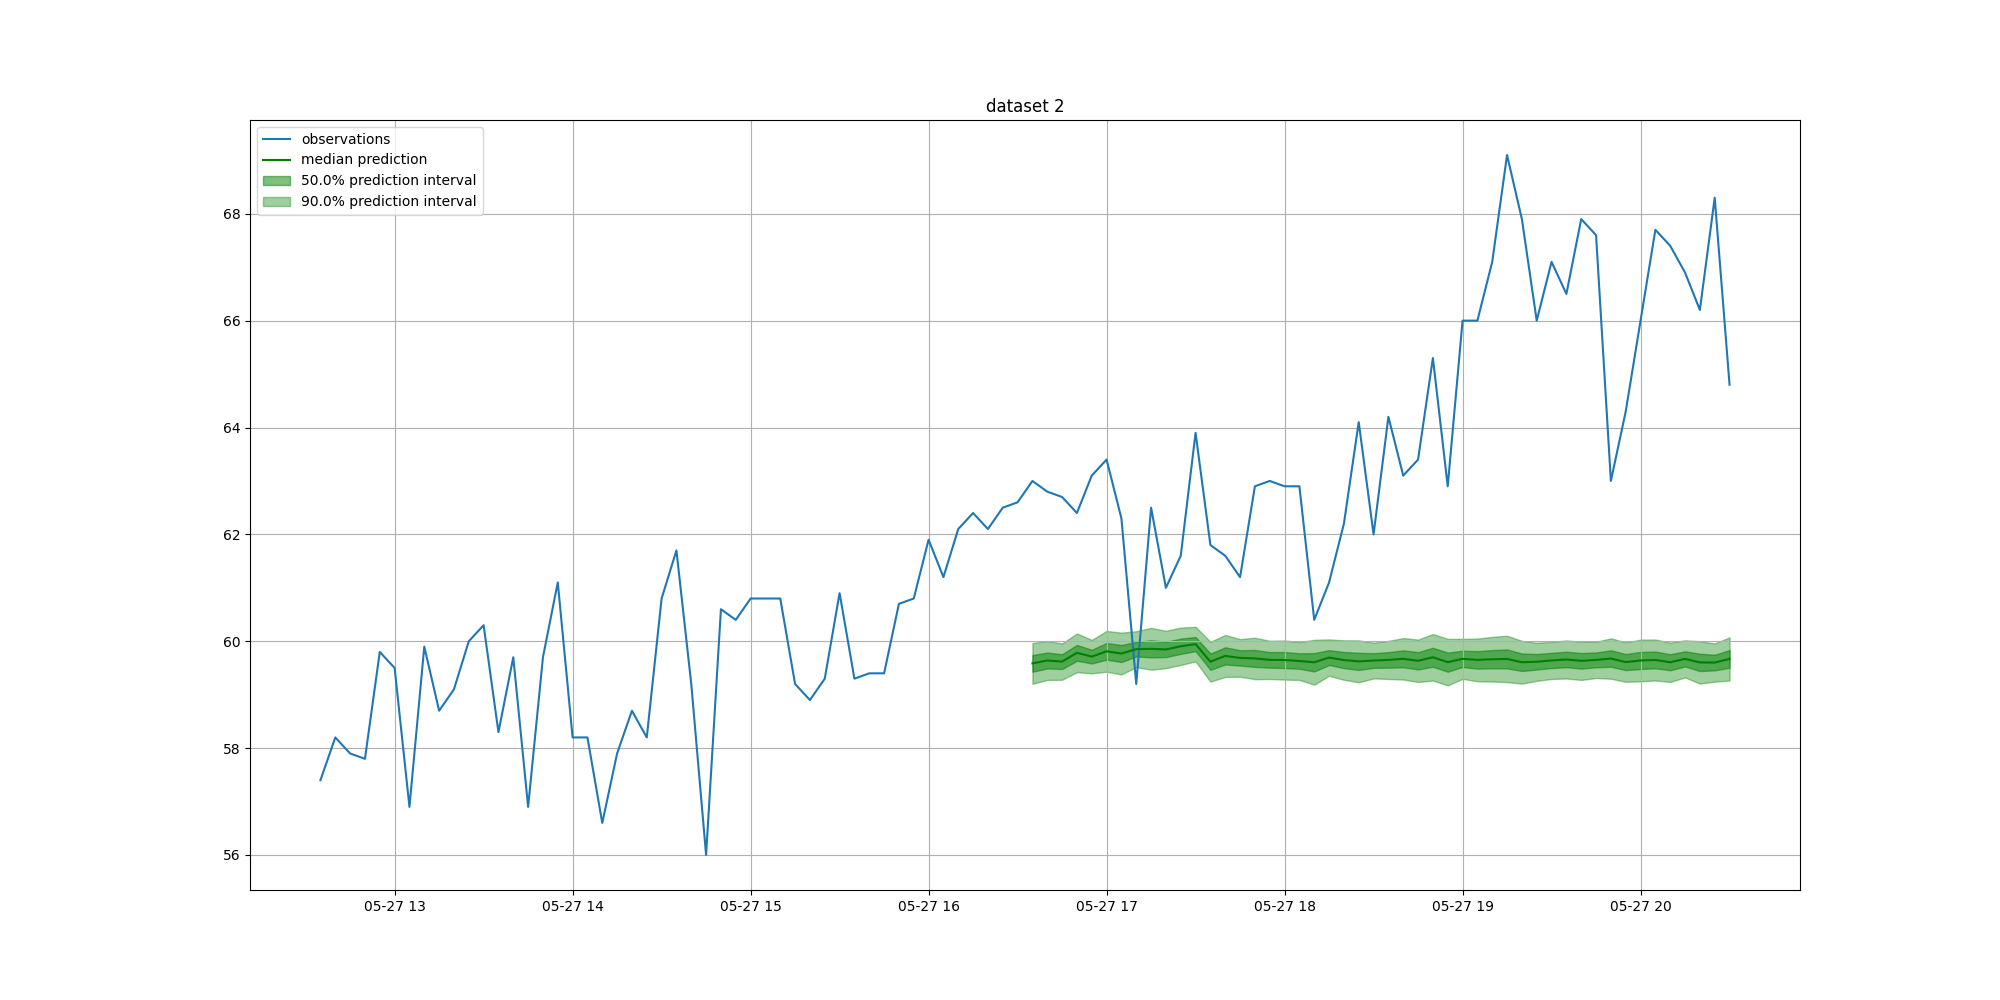 dataset 2
observations
median prediction
50.0% prediction interval
90.0% prediction interval
68
66
64
62
60
58
56
05-27 13 05-27 14 05-27 15 05-27 16 05-27 17 05-27 18 05-27 19 05-27 20